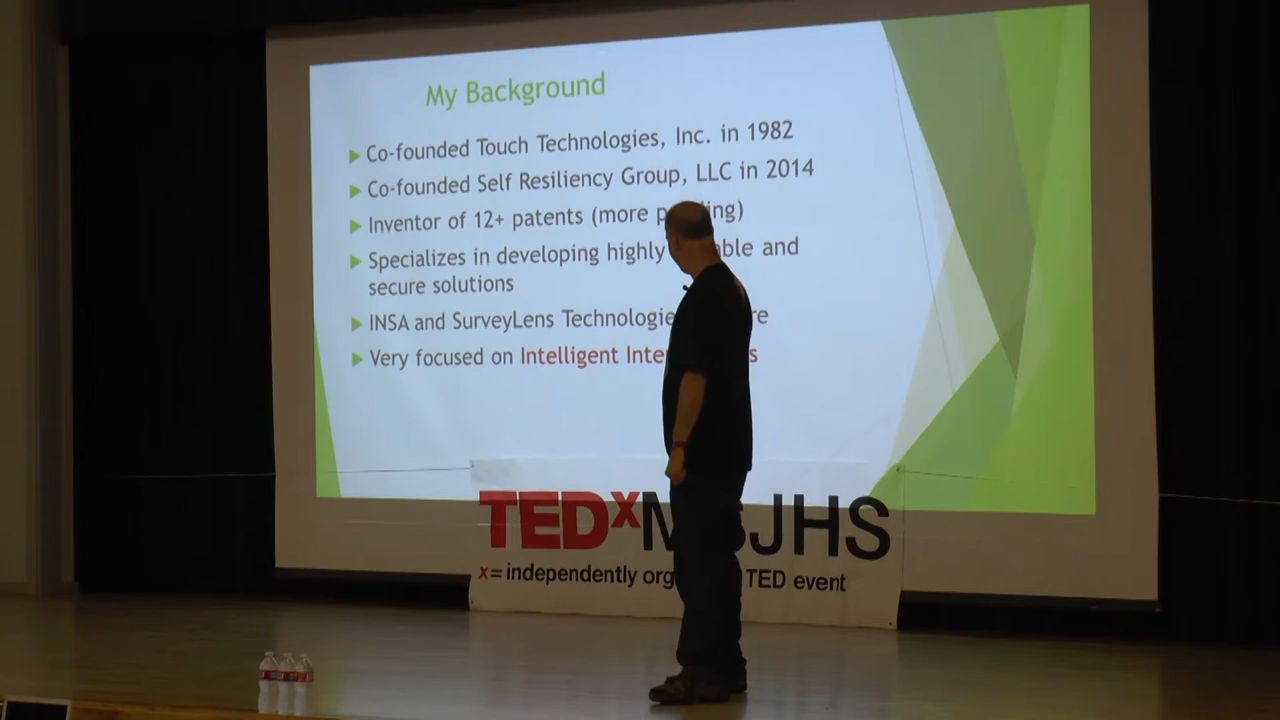 My Background
Co-founded Touch Technologies, Inc. in 1982
Co-founded Self Resiliency Group, LLC in 2014
Inventor of 12+ patents (more
Specializes in developing highly and
secure solutions
INSA and SurveyLens
Very focused on Intelligent
TEDx
x=independently TED event